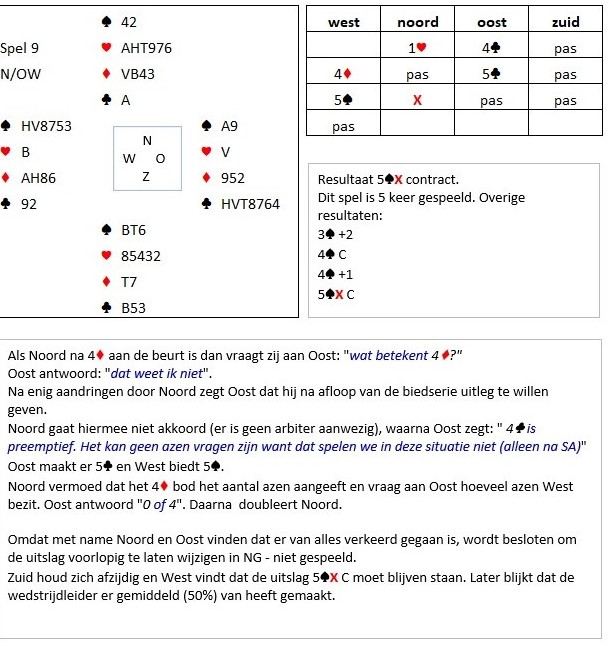 ♠ 42
Spel 9 ♥ AHT976
N/OW ♦ VB43
♣ A
♠ HV8753 ♠ A9
♥ B ♥ V
♦ AH86 ♦ 952
♣ 92 ♣ HVT8764
N
W O
Z
♠ BT6
♥ 85432
♦ T7
♣ B53
west noord oost zuid
1♥ 4♣ pas
4♦ pas 5♣ pas
5♠ X pas pas
pas
Resultaat 5♠X contract.
Dit spel is 5 keer gespeeld. Overige
resultaten:
3♠ +2
4♠ C
4♠ +1
5♠X C
Als Noord na 4♦ aan de beurt is dan vraagt zij aan Oost: "wat betekent 4 ♦?"
Oost antwoord: "dat weet ik niet".
Na enig aandringen door Noord zegt Oost dat hij na afloop van de biedserie uitleg te willen
geven.
Noord gaat hiermee niet akkoord (er is geen arbiter aanwezig), waarna Oost zegt: " 4♣ is
preemptief. Het kan geen azen vragen zijn want dat spelen we in deze situatie niet (alleen na SA)"
Oost maakt er 5♣ en West biedt 5♠.
Noord vermoed dat het 4♦ bod het aantal azen aangeeft en vraag aan Oost hoeveel azen West
bezit. Oost antwoord "0 of 4". Daarna doubleert Noord.
Omdat met name Noord en Oost vinden dat er van alles verkeerd gegaan is, wordt besloten om
de uitslag voorlopig te laten wijzigen in NG - niet gespeeld.
Zuid houd zich afzijdig en West vindt dat de uitslag 5♠X C moet blijven staan. Later blijkt dat de
wedstrijdleider er gemiddeld (50%) van heeft gemaakt.